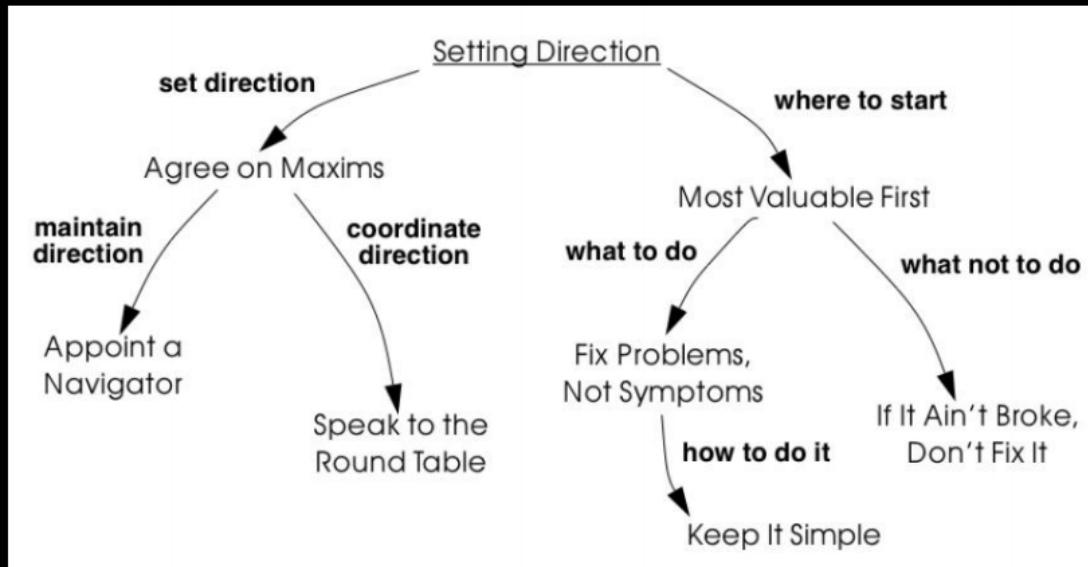 Setting Direction
set direction
where to start
Agree on Maxims
Most Valuable First
maintain
direction
coordinate
direction
what to do
what not to do
Appoint a
Navigator
Speak to the
Round Table
Fix Problems,
Not Symptoms
If It Ain't Broke,
Don't Fix It
how to do it
Keep It Simple